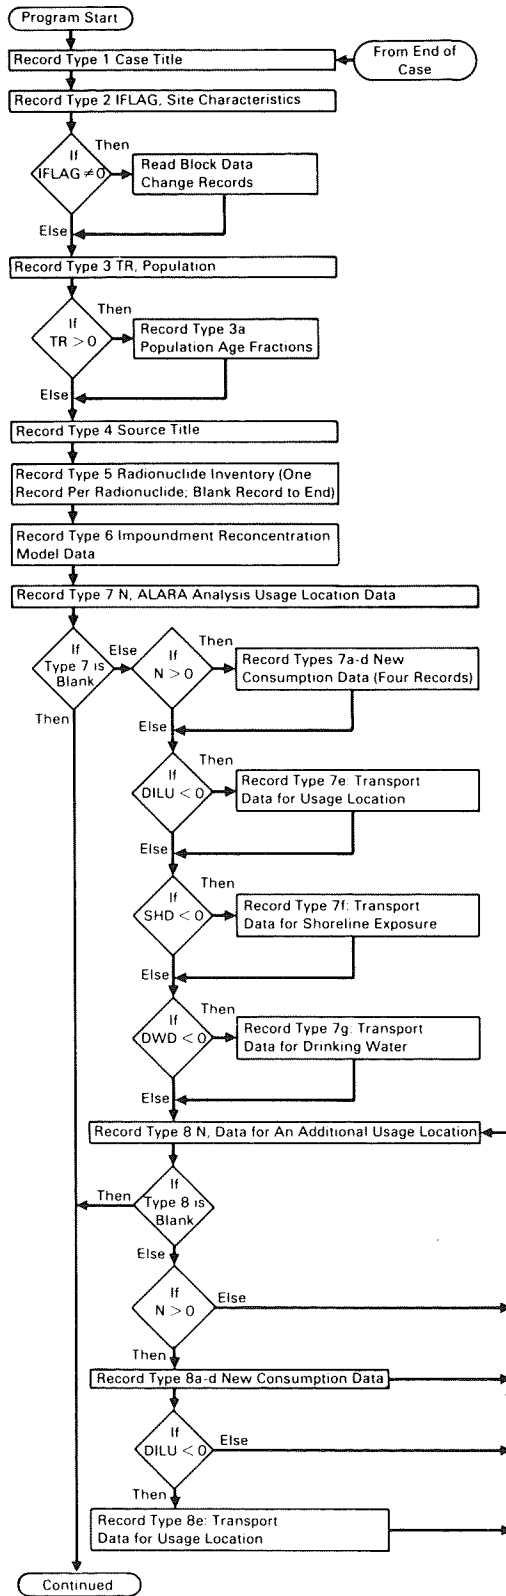 Program Start
From End of
Case
Record Type 1 Case Title
Record Type 2 IFLAG, Site Characteristics
If
IFLAG ≠ 0
Then
Read Block Data
Change Records
Else
Record Type 3 TR, Population
If
TR > 0
Then
Record Type 3a
Population Age Fractions
Else
Record Type 4 Source Title
Record Type 5 Radionuclide Inventory (One
Record Per Radionuclide; Blank Record to End)
Record Type 6 Impoundment Reconcentration
Model Data
Record Type 7 N, ALARA Analysis Usage Location Data
If
Type 7 is
Blank
Else
Then
If
N > 0
Then
Record Types 7a-d New
Consumption Data (Four Records)
Else
If
DILU < 0
Then
Record Type 7e: Transport
Data for Usage Location
Else
If
SHD < 0
Then
Record Type 7f: Transport
Data for Shoreline Exposure
Else
If
DWD < 0
Then
Record Type 7g: Transport
Data for Drinking Water
Else
Record Type 8 N, Data for An Additional Usage Location
If
Type 8 is
Blank
Then
Else
If
N > 0
Else
Then
Record Type 8a-d New Consumption Data
If
DILU < 0
Else
Then
Record Type 8e: Transport
Data for Usage Location
Continued